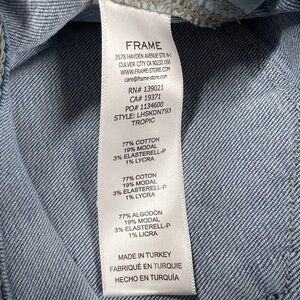 FRAME
3578 HAYDEN AVENUE STE N-1
CULVER CITY CA 90232 USA
WWW.FRAME-STORE.COM
care@frame-store.com
RN# 139021
CA# 19371
PO# 1134600
STYLE: LHSKDN793
TROPIC
77% COTTON
19% MODAL
3% ELASTERELL-P
1% LYCRA
77% COTON
19% MODAL
3% ELASTERELL-P
1% LYCRA
77% ALGODÓN
19% MODAL
3% ELASTERELL-P
1% LICRA
MADE IN TURKEY
FABRIQUÉ EN TURQUIE
HECHO EN TURQUÍA